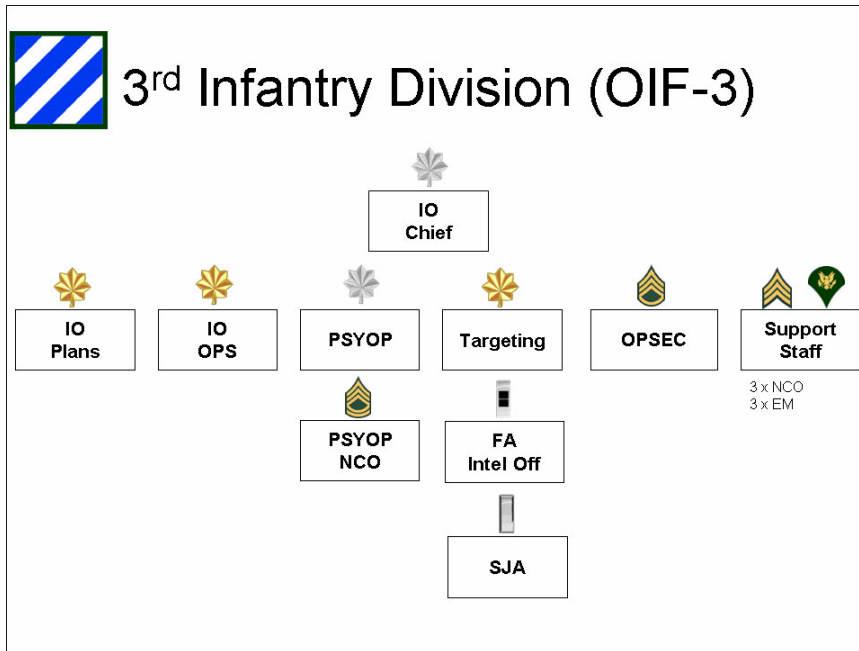 3rd Infantry Division (OIF-3)
IO
Chief
IO
Plans
IO
OPS
PSYOP
Targeting
OPSEC
Support
Staff
3 x NCO
3 x EM
PSYOP
NCO
FA
Intel Off
SJA